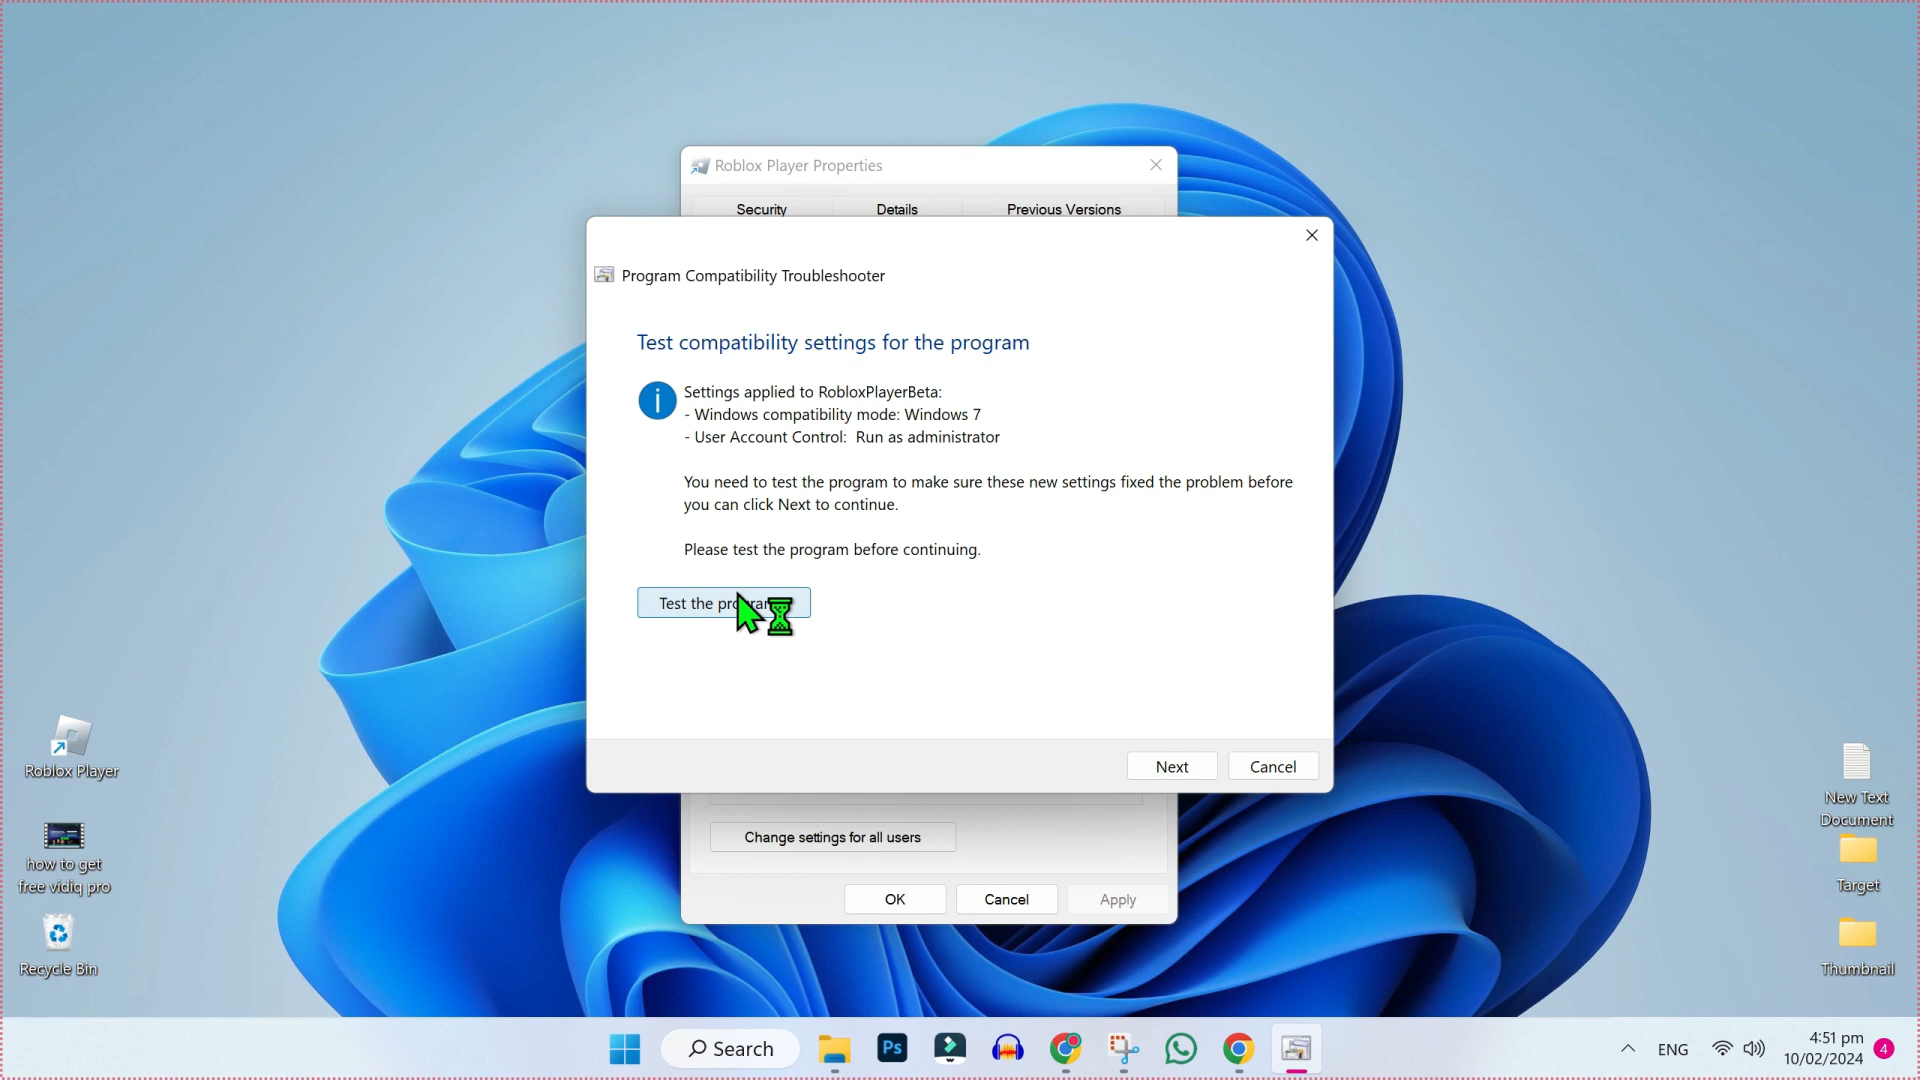 Roblox Player Properties
Security
Details
Previous Versions
Program Compatibility Troubleshooter
Test compatibility settings for the program
Settings applied to RobloxPlayerBeta:
- Windows compatibility mode: Windows 7
- User Account Control: Run as administrator
You need to test the program to make sure these new settings fixed the problem before
you can click Next to continue.
Please test the program before continuing.
Test the
Next
Cancel
Change settings for all users
OK
Cancel
Apply
Roblox Player
how to get
free vidiq pro
Recycle Bin
New Text
Document
Target
Thumbnail
Search
Ps
ENG
4:51 pm
10/02/2024
4